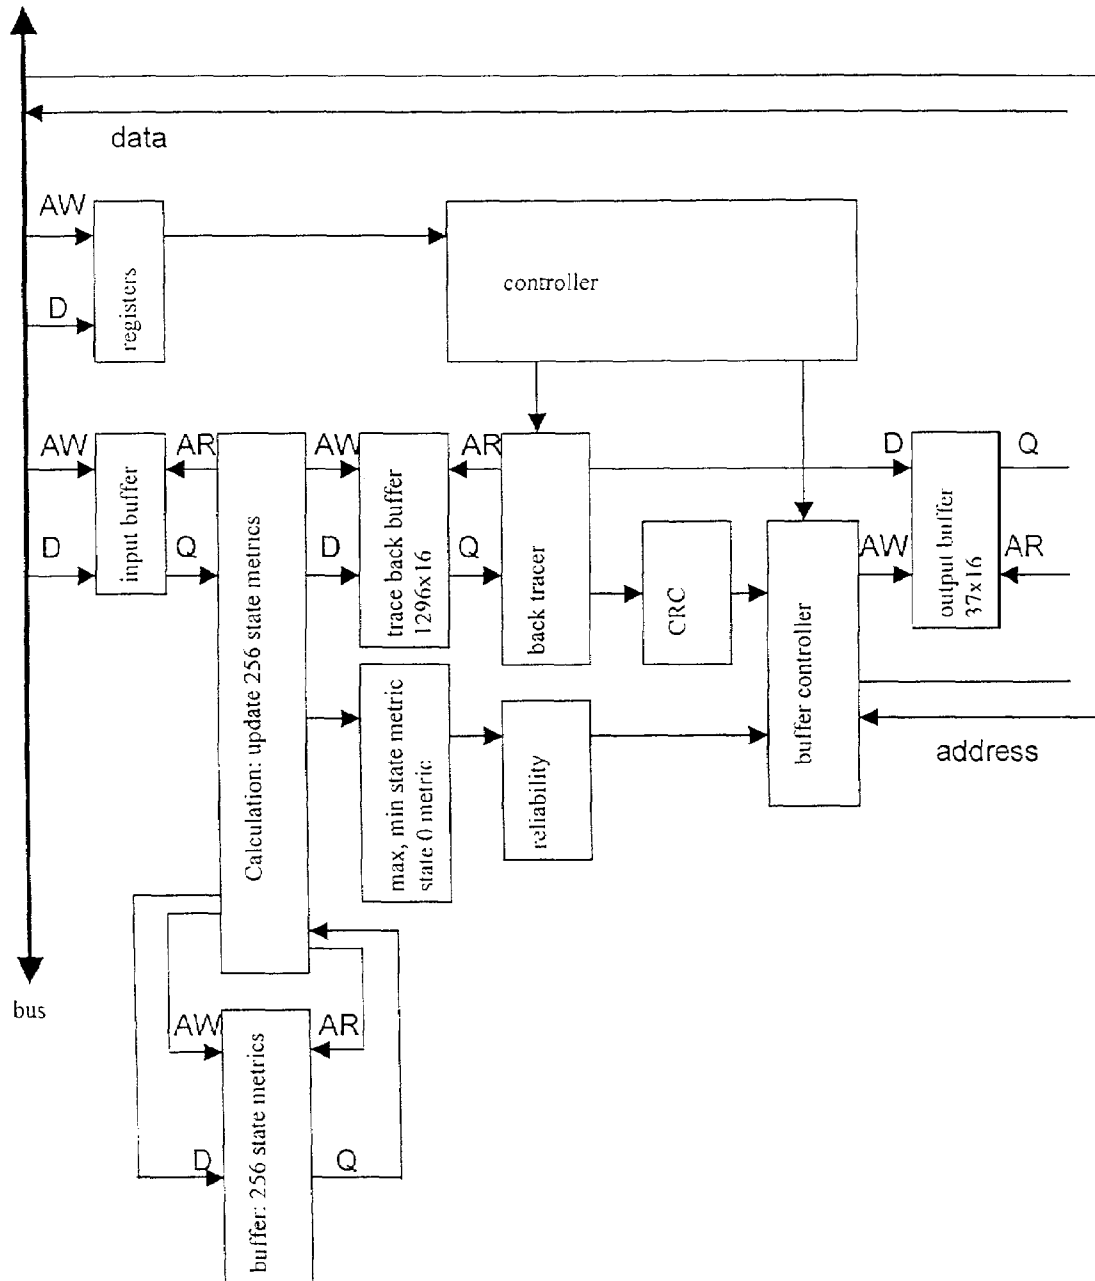 data
AW
D
registers
controller
AW
D
input buffer
AR
Q
Calculation: update 256 state metrics
AW
D
trace back buffer
1296x16
AR
Q
back tracer
CRC
D
AW
output buffer
37x16
Q
AR
max, min state metric
state 0 metric
reliability
buffer controller
address
bus
AW
AR
D
Q
buffer: 256 state metrics